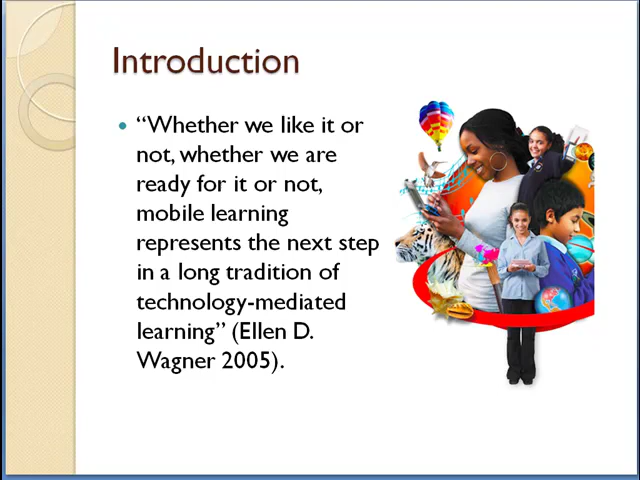 Introduction
“Whether we like it or
not, whether we are
ready for it or not,
mobile learning
represents the next step
in a long tradition of
technology-mediated
learning” (Ellen D.
Wagner 2005).